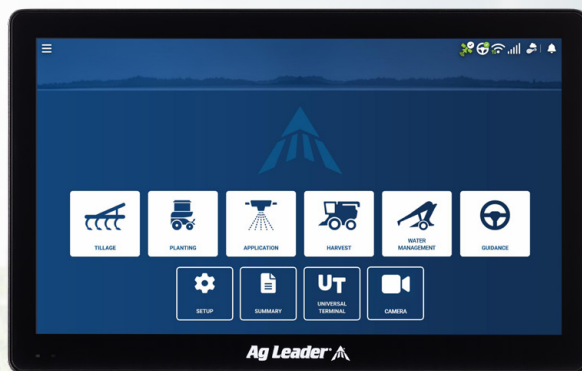 TILLAGE
PLANTING
APPLICATION
HARVEST
WATER
MANAGEMENT
GUIDANCE
SETUP
SUMMARY
UT
UNIVERSAL
TERMINAL
CAMERA
Ag Leader